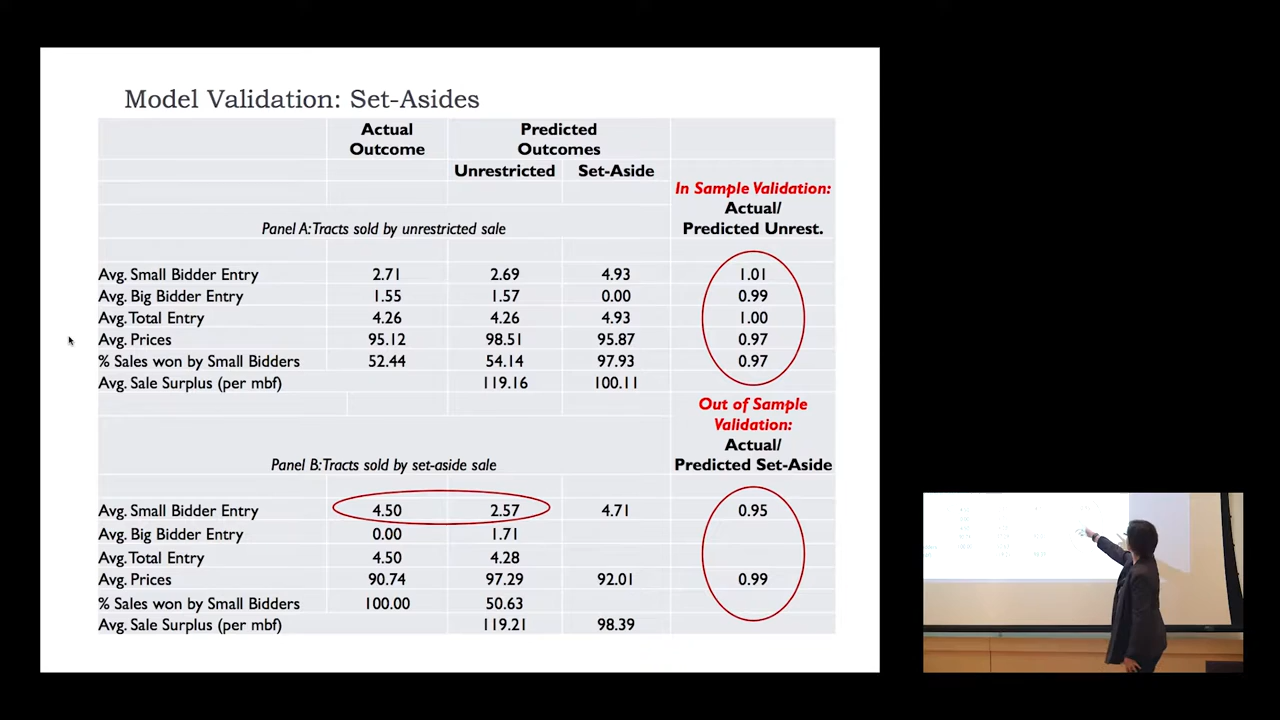 Model Validation: Set-Asides
Actual Outcome
Predicted Outcomes
Unrestricted Set-Aside
In Sample Validation:
Actual/
Predicted Unrest.
Panel A: Tracts sold by unrestricted sale
Avg. Small Bidder Entry 2.71 2.69 4.93 1.01
Avg. Big Bidder Entry 1.55 1.57 0.00 0.99
Avg. Total Entry 4.26 4.26 4.93 1.00
Avg. Prices 95.12 98.51 95.87 0.97
% Sales won by Small Bidders 52.44 54.14 97.93 0.97
Avg. Sale Surplus (per mbf) 119.16 100.11
Out of Sample
Validation:
Actual/
Predicted Set-Aside
Panel B: Tracts sold by set-aside sale
Avg. Small Bidder Entry 4.50 2.57 4.71 0.95
Avg. Big Bidder Entry 0.00 1.71
Avg. Total Entry 4.50 4.28
Avg. Prices 90.74 97.29 92.01 0.99
% Sales won by Small Bidders 100.00 50.63
Avg. Sale Surplus (per mbf) 119.21 98.39